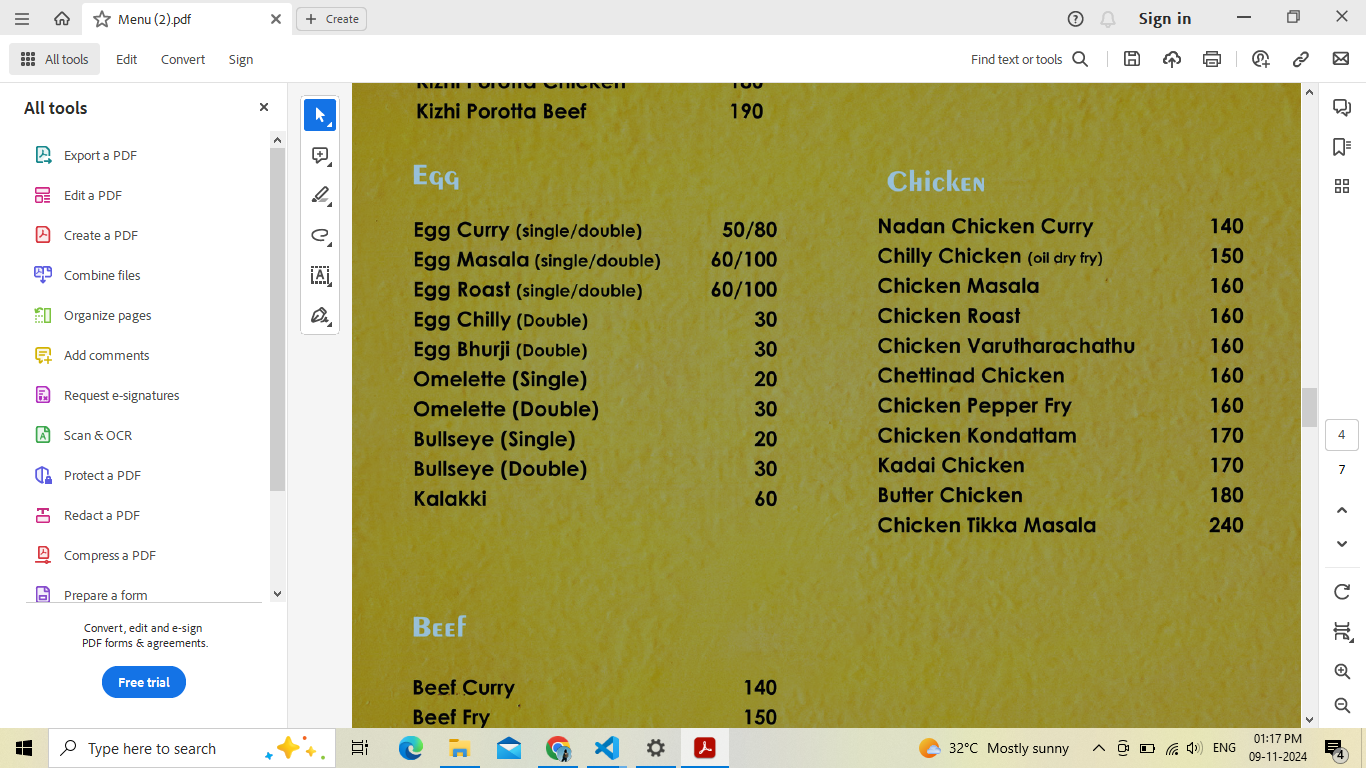 Menu (2).pdf
Create
Sign in
All tools
Edit
Convert
Sign
Find text or tools
All tools
Export a PDF
Edit a PDF
Create a PDF
Combine files
Organize pages
Add comments
Request e-signatures
Scan & OCR
Protect a PDF
Redact a PDF
Compress a PDF
Prepare a form
Convert, edit and e-sign
PDF forms & agreements.
Free trial
Kizhi Porotta Chicken 180
Kizhi Porotta Beef 190
Egg
Egg Curry (single/double) 50/80
Egg Masala (single/double) 60/100
Egg Roast (single/double) 60/100
Egg Chilly (Double) 30
Egg Bhurji (Double) 30
Omelette (Single) 20
Omelette (Double) 30
Bullseye (Single) 20
Bullseye (Double) 30
Kalakki 60
Chicken
Nadan Chicken Curry 140
Chilly Chicken (oil dry fry) 150
Chicken Masala 160
Chicken Roast 160
Chicken Varutharachathu 160
Chettinad Chicken 160
Chicken Pepper Fry 160
Chicken Kondattam 170
Kadai Chicken 170
Butter Chicken 180
Chicken Tikka Masala 240
Beef
Beef Curry 140
Beef Fry 150
4
7
Type here to search
32°C Mostly sunny
ENG
01:17 PM
09-11-2024
4